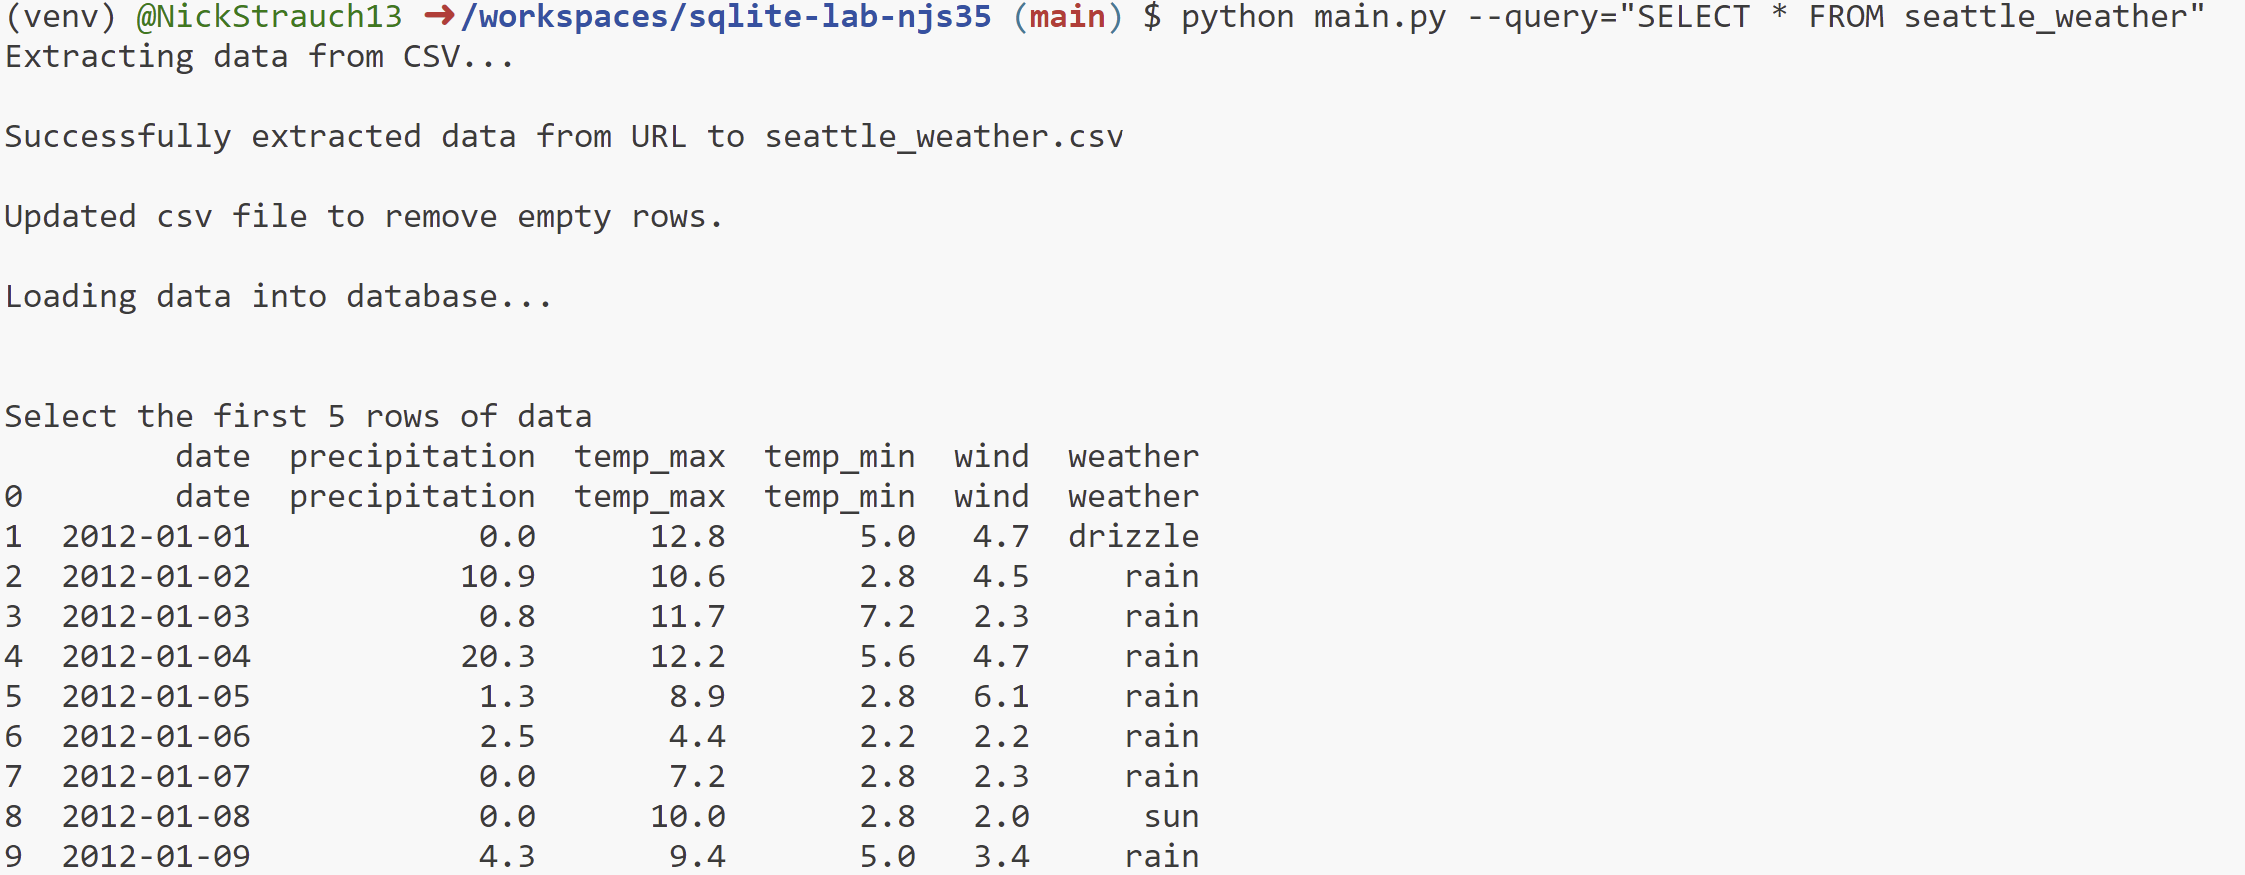 (venv) @NickStrauch13 ➜/workspaces/sqlite-lab-njs35 (main) $ python main.py --query="SELECT * FROM seattle_weather"
Extracting data from CSV...
Successfully extracted data from URL to seattle_weather.csv
Updated csv file to remove empty rows.
Loading data into database...
Select the first 5 rows of data
date precipitation temp_max temp_min wind weather
0 date precipitation temp_max temp_min wind weather
1 2012-01-01 0.0 12.8 5.0 4.7 drizzle
2 2012-01-02 10.9 10.6 2.8 4.5 rain
3 2012-01-03 0.8 11.7 7.2 2.3 rain
4 2012-01-04 20.3 12.2 5.6 4.7 rain
5 2012-01-05 1.3 8.9 2.8 6.1 rain
6 2012-01-06 2.5 4.4 2.2 2.2 rain
7 2012-01-07 0.0 7.2 2.8 2.3 rain
8 2012-01-08 0.0 10.0 2.8 2.0 sun
9 2012-01-09 4.3 9.4 5.0 3.4 rain